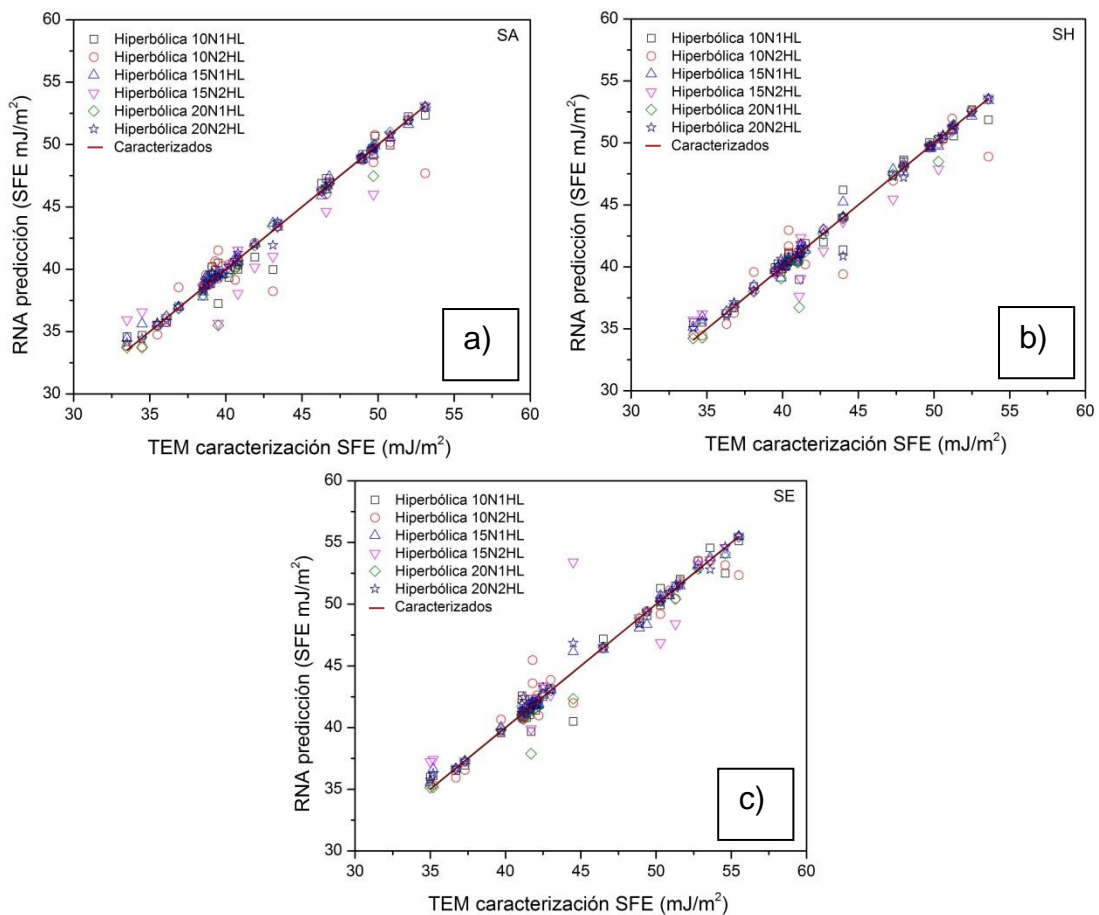 60
55
50
45
40
35
30
30
35
40
45
50
55
60
RNA predicción (SFE mJ/m²)
TEM caracterización SFE (mJ/m²)
SA
Hiperbólica 10N1HL
Hiperbólica 10N2HL
Hiperbólica 15N1HL
Hiperbólica 15N2HL
Hiperbólica 20N1HL
Hiperbólica 20N2HL
Caracterizados
a)
60
55
50
45
40
35
30
30
35
40
45
50
55
60
RNA predicción (SFE mJ/m²)
TEM caracterización SFE (mJ/m²)
SH
Hiperbólica 10N1HL
Hiperbólica 10N2HL
Hiperbólica 15N1HL
Hiperbólica 15N2HL
Hiperbólica 20N1HL
Hiperbólica 20N2HL
Caracterizados
b)
60
55
50
45
40
35
30
30
35
40
45
50
55
60
RNA predicción (SFE mJ/m²)
TEM caracterización SFE (mJ/m²)
SE
Hiperbólica 10N1HL
Hiperbólica 10N2HL
Hiperbólica 15N1HL
Hiperbólica 15N2HL
Hiperbólica 20N1HL
Hiperbólica 20N2HL
Caracterizados
c)